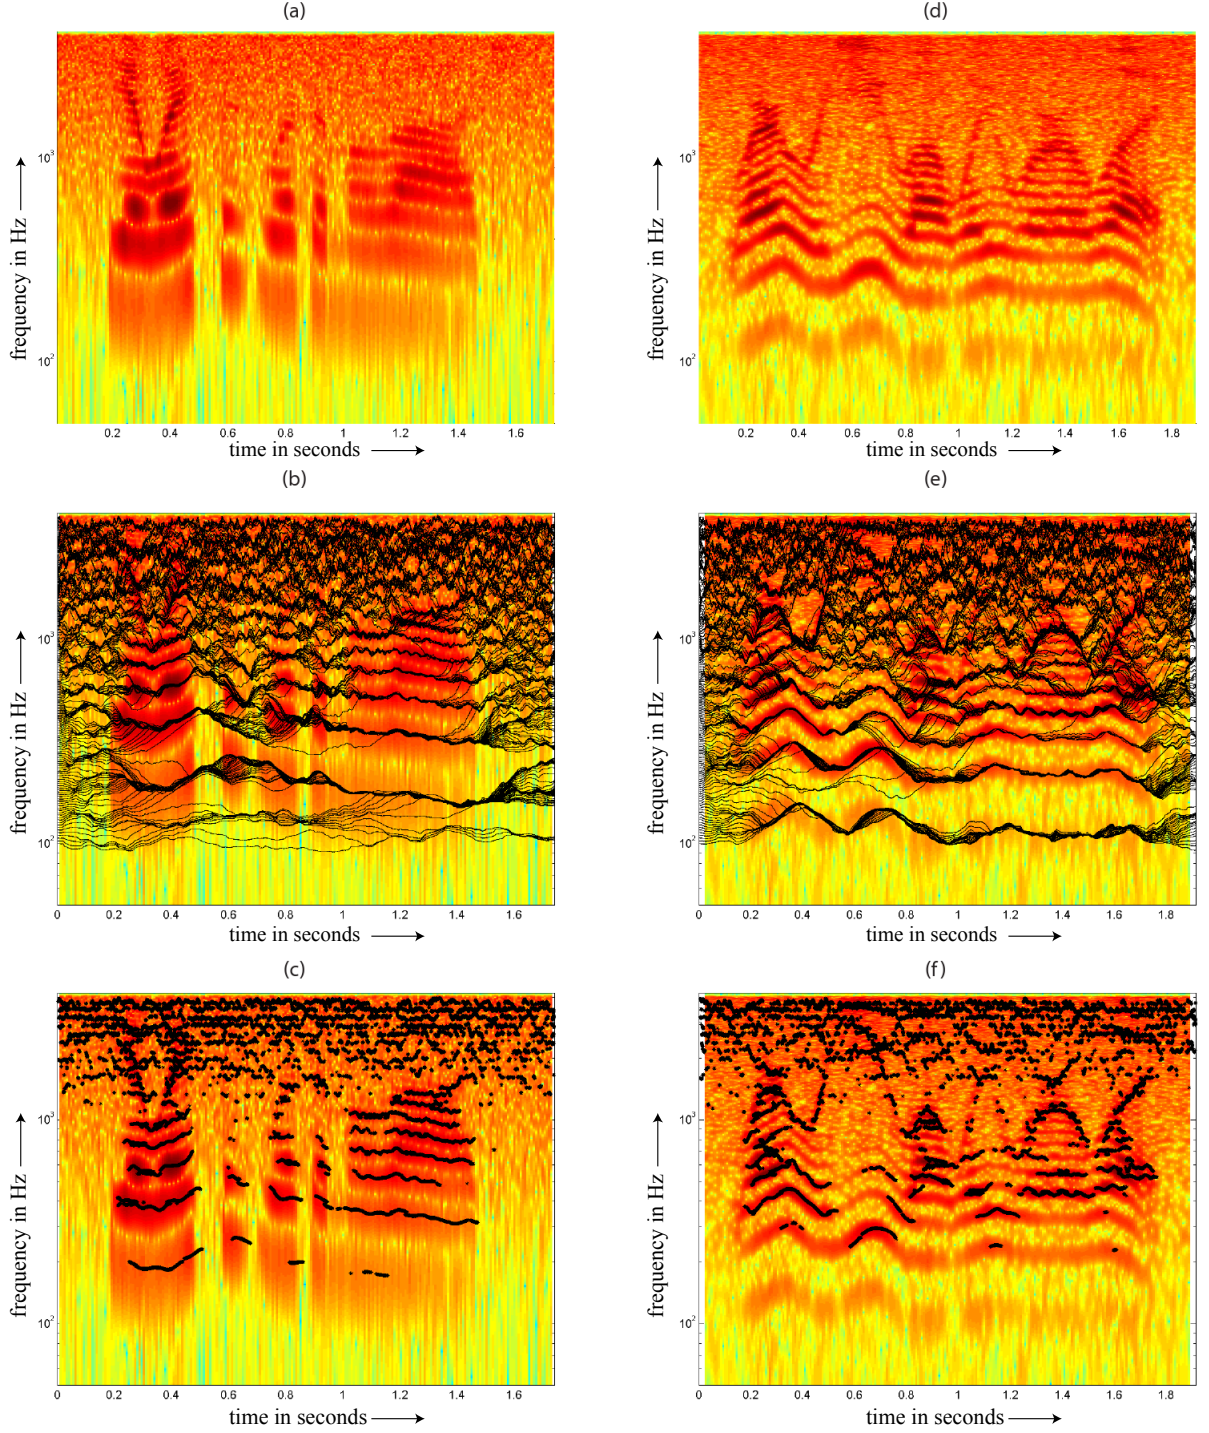 (a)
10³
10²
frequency in Hz
0.2 0.4 0.6 0.8 1 1.2 1.4 1.6
time in seconds
(d)
10³
10²
frequency in Hz
0.2 0.4 0.6 0.8 1 1.2 1.4 1.6
time in seconds
(b)
10³
10²
frequency in Hz
0 0.2 0.4 0.6 0.8 1 1.2 1.4 1.6
time in seconds
(e)
10³
10²
frequency in Hz
0 0.2 0.4 0.6 0.8 1 1.2 1.4 1.6 1.8
time in seconds
(c)
10³
10²
frequency in Hz
0 0.2 0.4 0.6 0.8 1 1.2 1.4 1.6
time in seconds
(f)
10³
10²
frequency in Hz
0 0.2 0.4 0.6 0.8 1 1.2 1.4 1.6 1.8
time in seconds